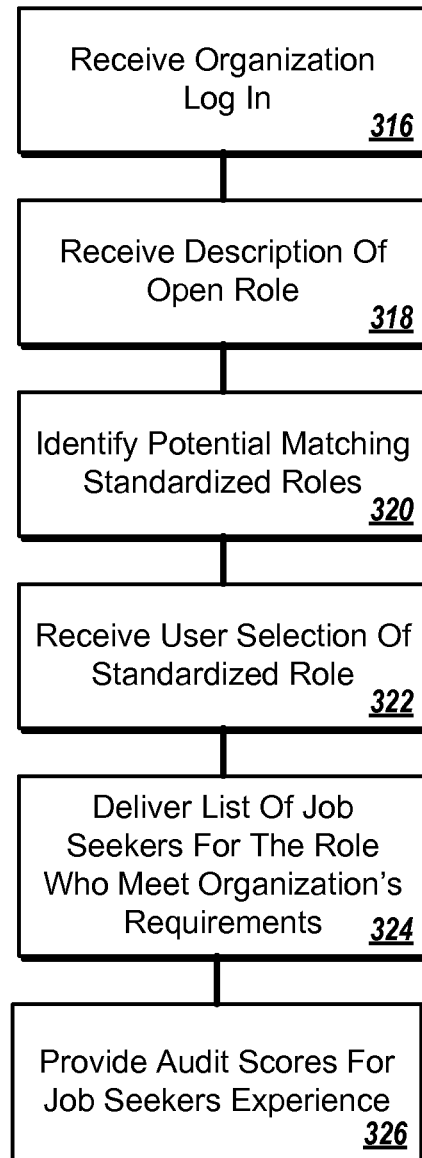 Receive Organization
Log In
316
Receive Description Of
Open Role
318
Identify Potential Matching
Standardized Roles
320
Receive User Selection Of
Standardized Role
322
Deliver List Of Job
Seekers For The Role
Who Meet Organization's
Requirements
324
Provide Audit Scores For
Job Seekers Experience
326